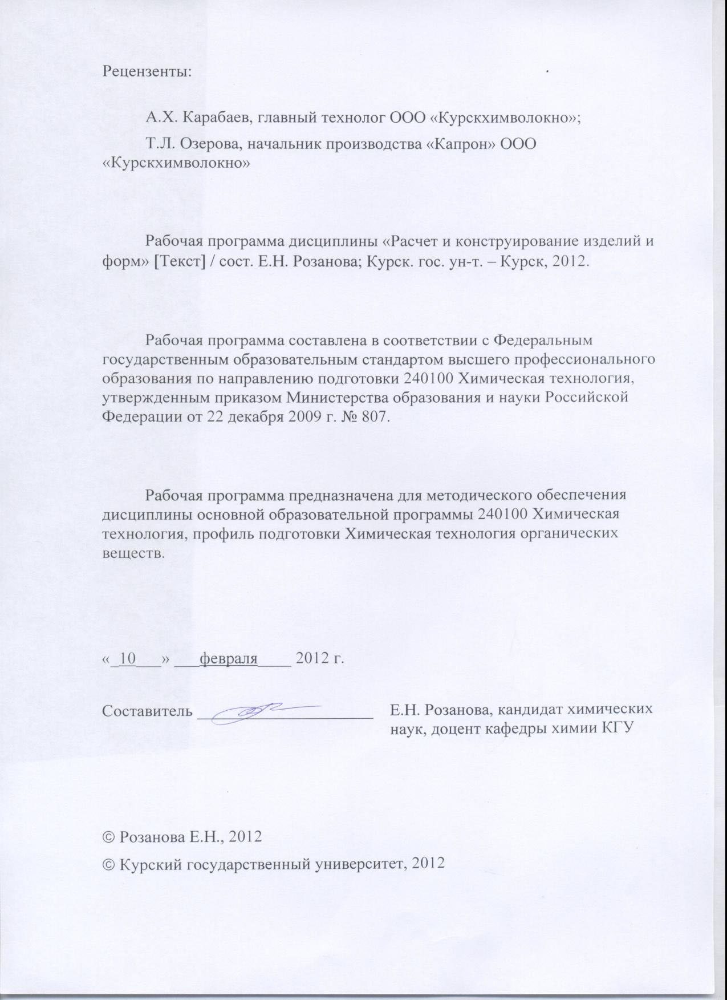 Рецензенты:
А.Х. Карабаев, главный технолог ООО «Курскхимволокно»;
Т.Л. Озерова, начальник производства «Капрон» ООО
«Курскхимволокно»
Рабочая программа дисциплины «Расчет и конструирование изделий и
форм» [Текст] / сост. Е.Н. Розанова; Курск. гос. ун-т. – Курск, 2012.
Рабочая программа составлена в соответствии с Федеральным
государственным образовательным стандартом высшего профессионального
образования по направлению подготовки 240100 Химическая технология,
утвержденным приказом Министерства образования и науки Российской
Федерации от 22 декабря 2009 г. № 807.
Рабочая программа предназначена для методического обеспечения
дисциплины основной образовательной программы 240100 Химическая
технология, профиль подготовки Химическая технология органических
веществ.
«_10___» ___февраля____ 2012 г.
Составитель ______________________ Е.Н. Розанова, кандидат химических
наук, доцент кафедры химии КГУ
© Розанова Е.Н., 2012
© Курский государственный университет, 2012